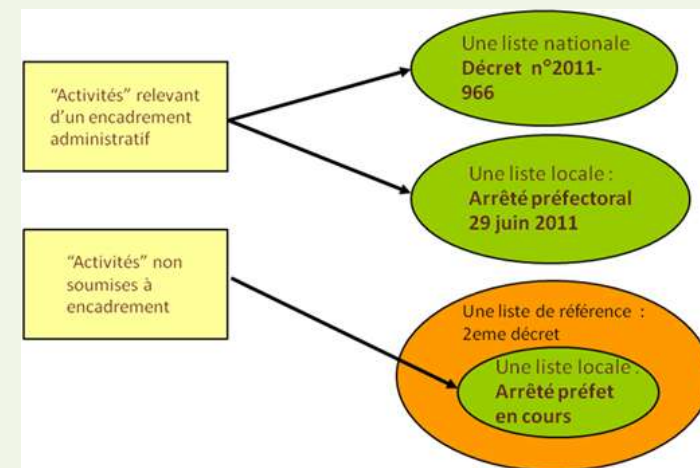 "Activités" relevant
d'un encadrement
administratif
Une liste nationale
Décret n°2011-
966
Une liste locale :
Arrêté préfectoral
29 juin 2011
"Activités" non
soumises à
encadrement
Une liste de référence :
2eme décret
Une liste locale :
Arrêté préfet
en cours